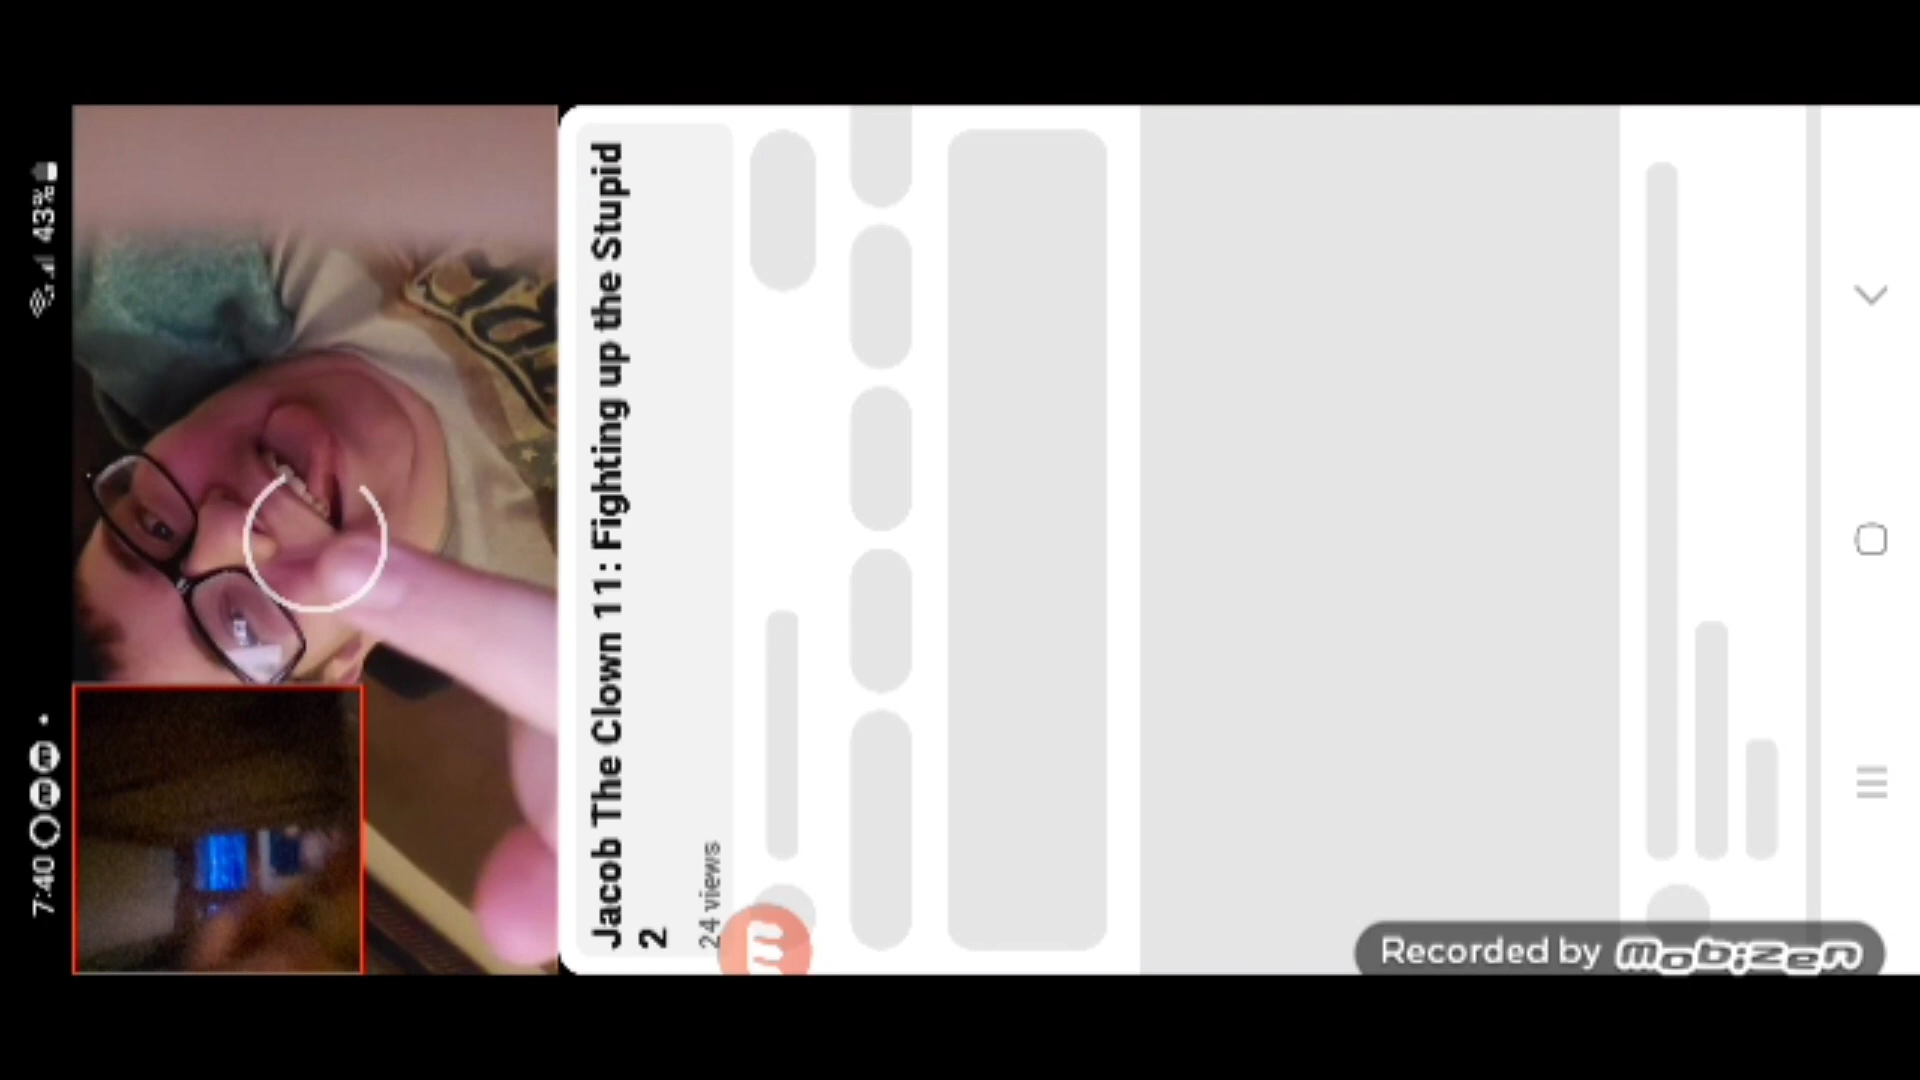 7:40
43%
Jacob The Clown 11: Fighting up the Stupid
2
24 views
Recorded by mobizen